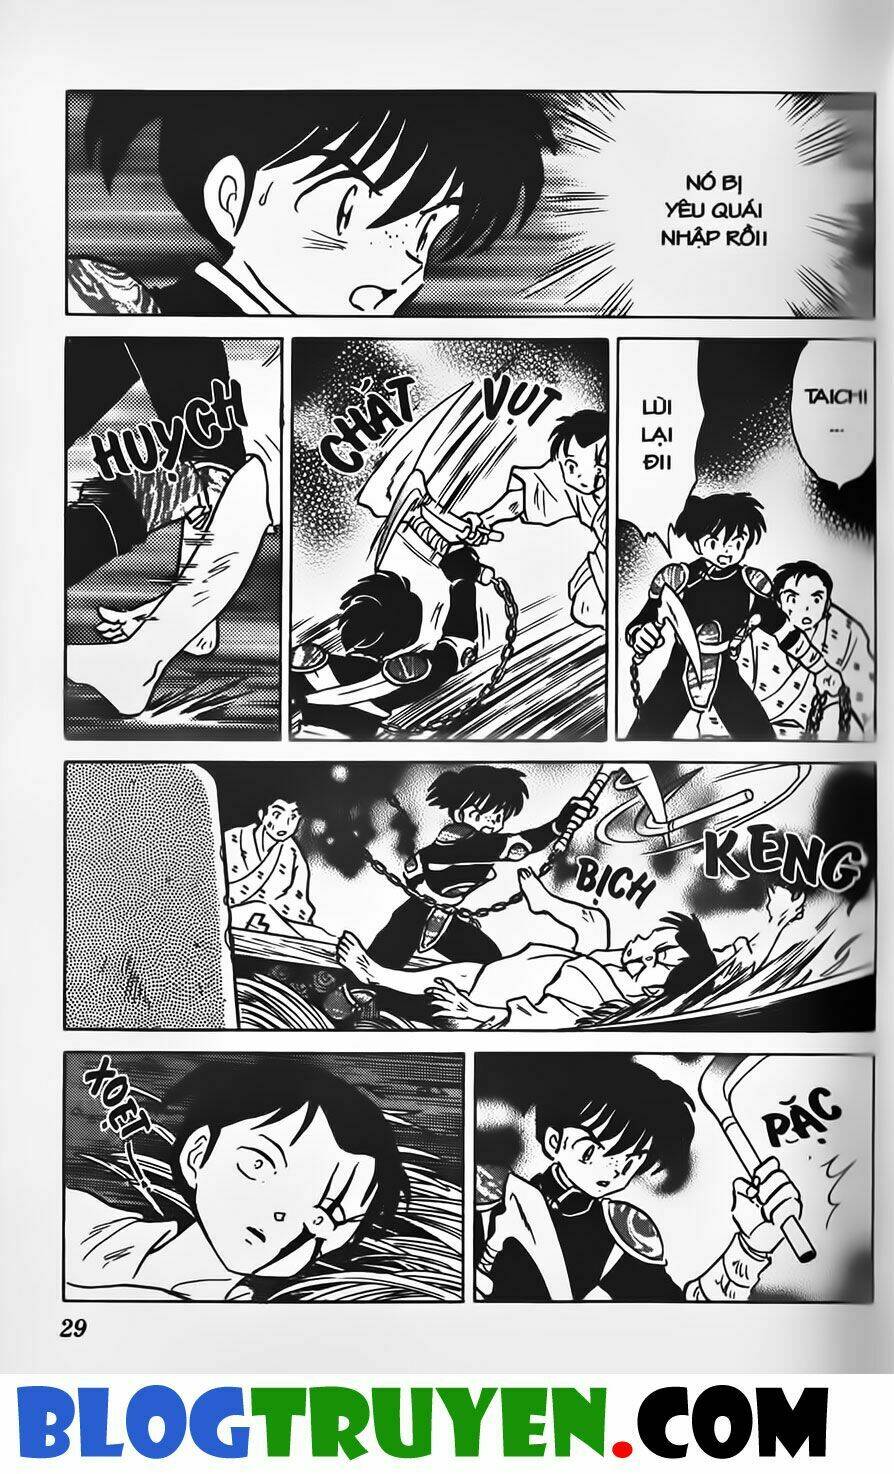 NÓ BỊ
YÊU QUÁI
NHẬP RỒI!
TAICHI
...
LÙI
LẠI
ĐI!
VỤT
CHÁT
HUỴCH
KENG
BỊCH
PẶC
XOẸT
29
BLOGTRUYEN.COM